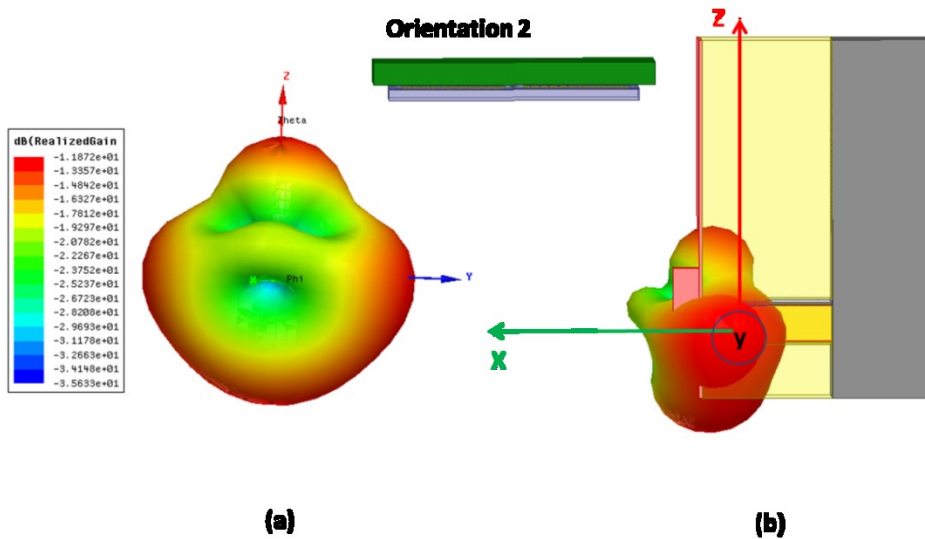 Orientation 2
Z
Theta
Phi
Y
dB(RealizedGain
-1.1872e+01
-1.3357e+01
-1.4842e+01
-1.6327e+01
-1.7812e+01
-1.9297e+01
-2.0782e+01
-2.2267e+01
-2.3752e+01
-2.5237e+01
-2.6723e+01
-2.8208e+01
-2.9693e+01
-3.1178e+01
-3.2663e+01
-3.4148e+01
-3.5633e+01
Z
X
y
(a)
(b)